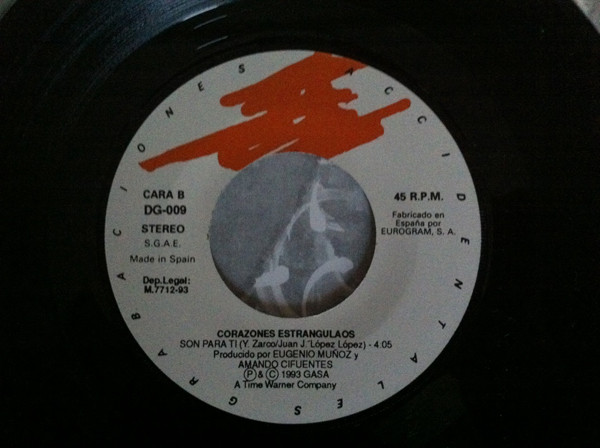 GRABACIONES ACCIDENTALES
CARA B
DG-009
STEREO
S.G.A.E.
Made in Spain
Dep.Legal:
M.7712-93
45 R.P.M.
Fabricado en
España por
EUROGRAM, S. A.
CORAZONES ESTRANGULAOS
SON PARA TI (Y. Zarco/Juan J. López López) - 4:05
Producido por EUGENIO MUÑOZ y
AMANDO CIFUENTES
Ⓟ & Ⓒ 1993 GASA
A Time Warner Company